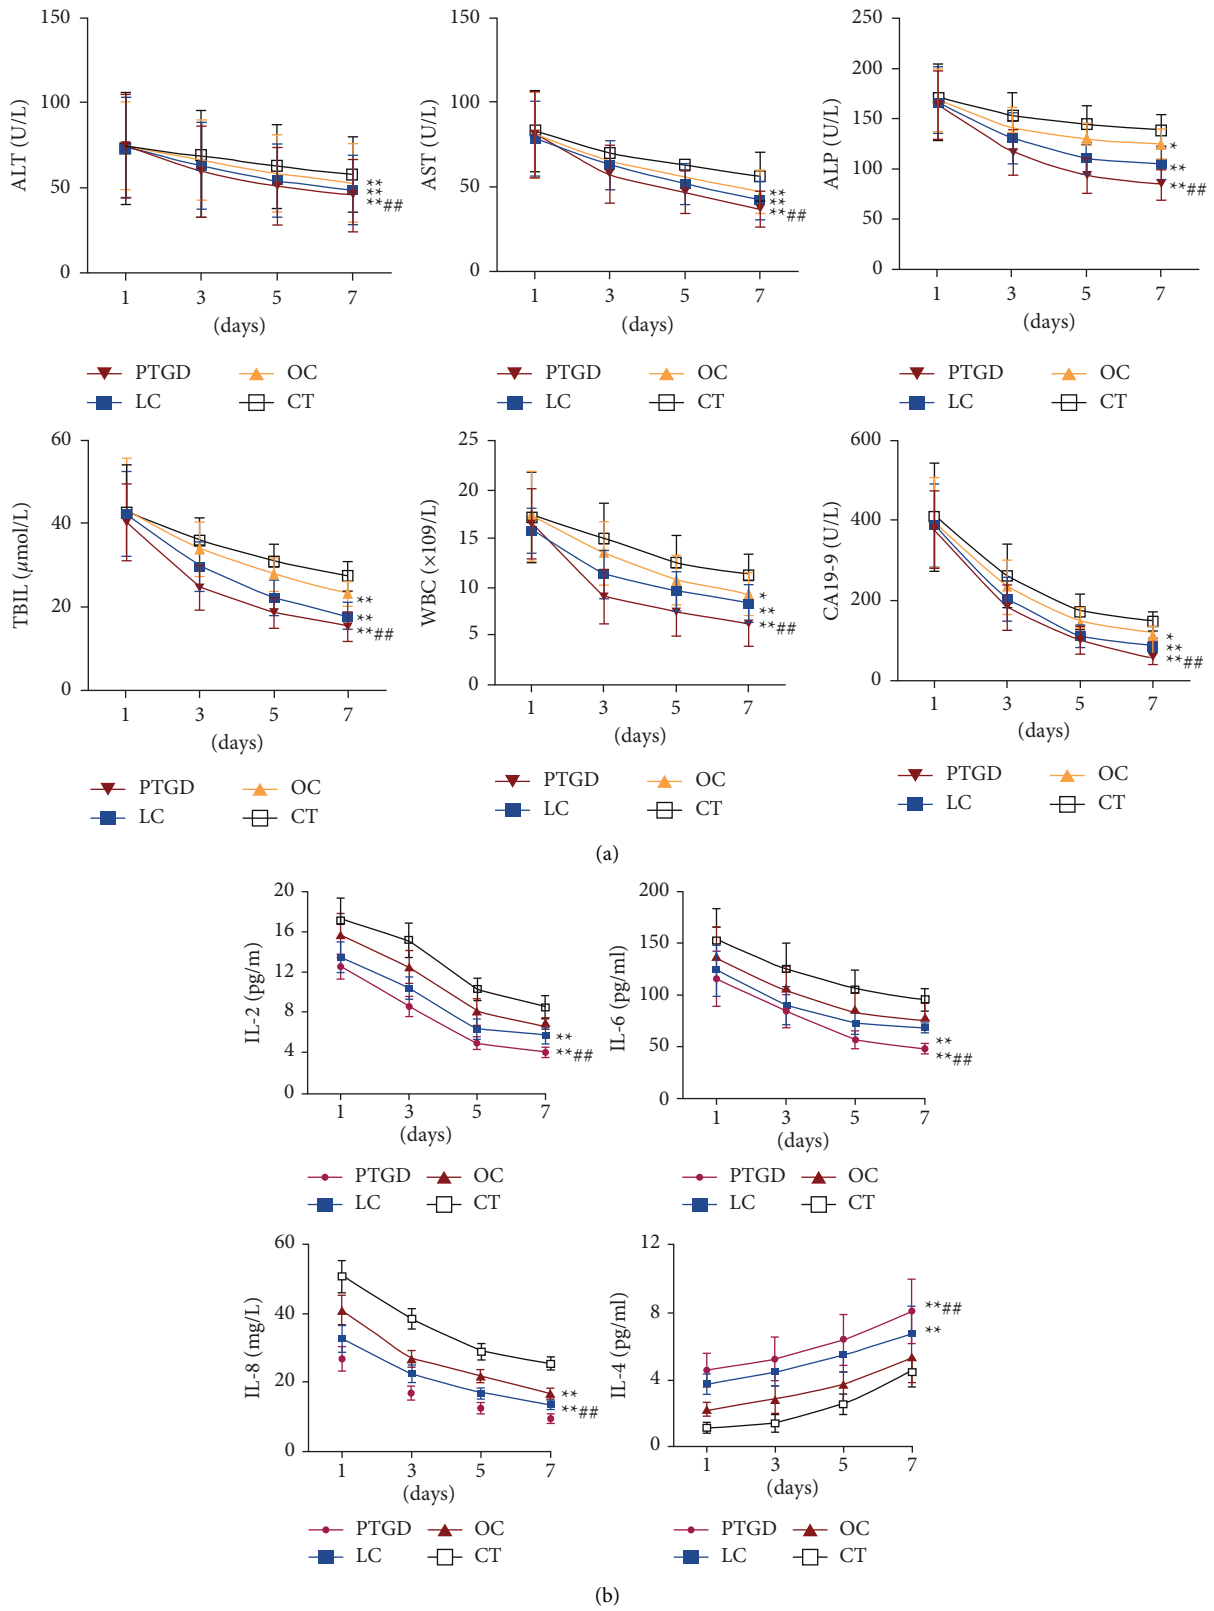 150
100
50
0
ALT (U/L)
1 3 5 7
(days)
**
**
**##
PTGD OC
LC CT
150
100
50
0
AST (U/L)
1 3 5 7
(days)
**
**
**##
PTGD OC
LC CT
250
200
150
100
50
0
ALP (U/L)
1 3 5 7
(days)
*
**
**##
PTGD OC
LC CT
60
40
20
0
TBIL (μmol/L)
1 3 5 7
(days)
**
**
**##
PTGD OC
LC CT
25
20
15
10
5
0
WBC (×109/L)
1 3 5 7
(days)
*
**
**##
PTGD OC
LC CT
600
400
200
0
CA19-9 (U/L)
1 3 5 7
(days)
*
**
**##
PTGD OC
LC CT
(a)
20
16
12
8
4
0
IL-2 (pg/m)
1 3 5 7
(days)
**
**##
PTGD OC
LC CT
200
150
100
50
0
IL-6 (pg/ml)
1 3 5 7
(days)
**
**##
PTGD OC
LC CT
60
40
20
0
IL-8 (mg/L)
1 3 5 7
(days)
**
**##
PTGD OC
LC CT
12
8
4
0
IL-4 (pg/ml)
1 3 5 7
(days)
**##
**
PTGD OC
LC CT
(b)